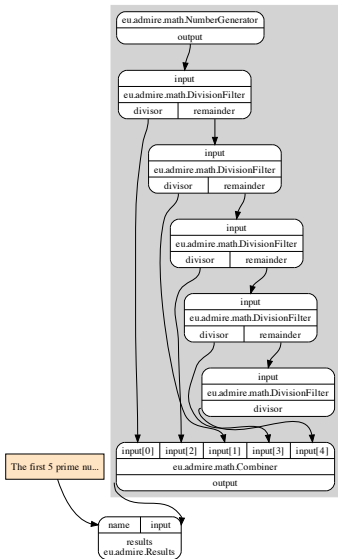 eu.admire.math.NumberGenerator
output
input
eu.admire.math.DivisionFilter
divisor remainder
input
eu.admire.math.DivisionFilter
divisor remainder
input
eu.admire.math.DivisionFilter
divisor remainder
input
eu.admire.math.DivisionFilter
divisor remainder
input
eu.admire.math.DivisionFilter
divisor
input[0] input[2] input[1] input[3] input[4]
eu.admire.math.Combiner
output
The first 5 prime nu...
name input
results
eu.admire.Results